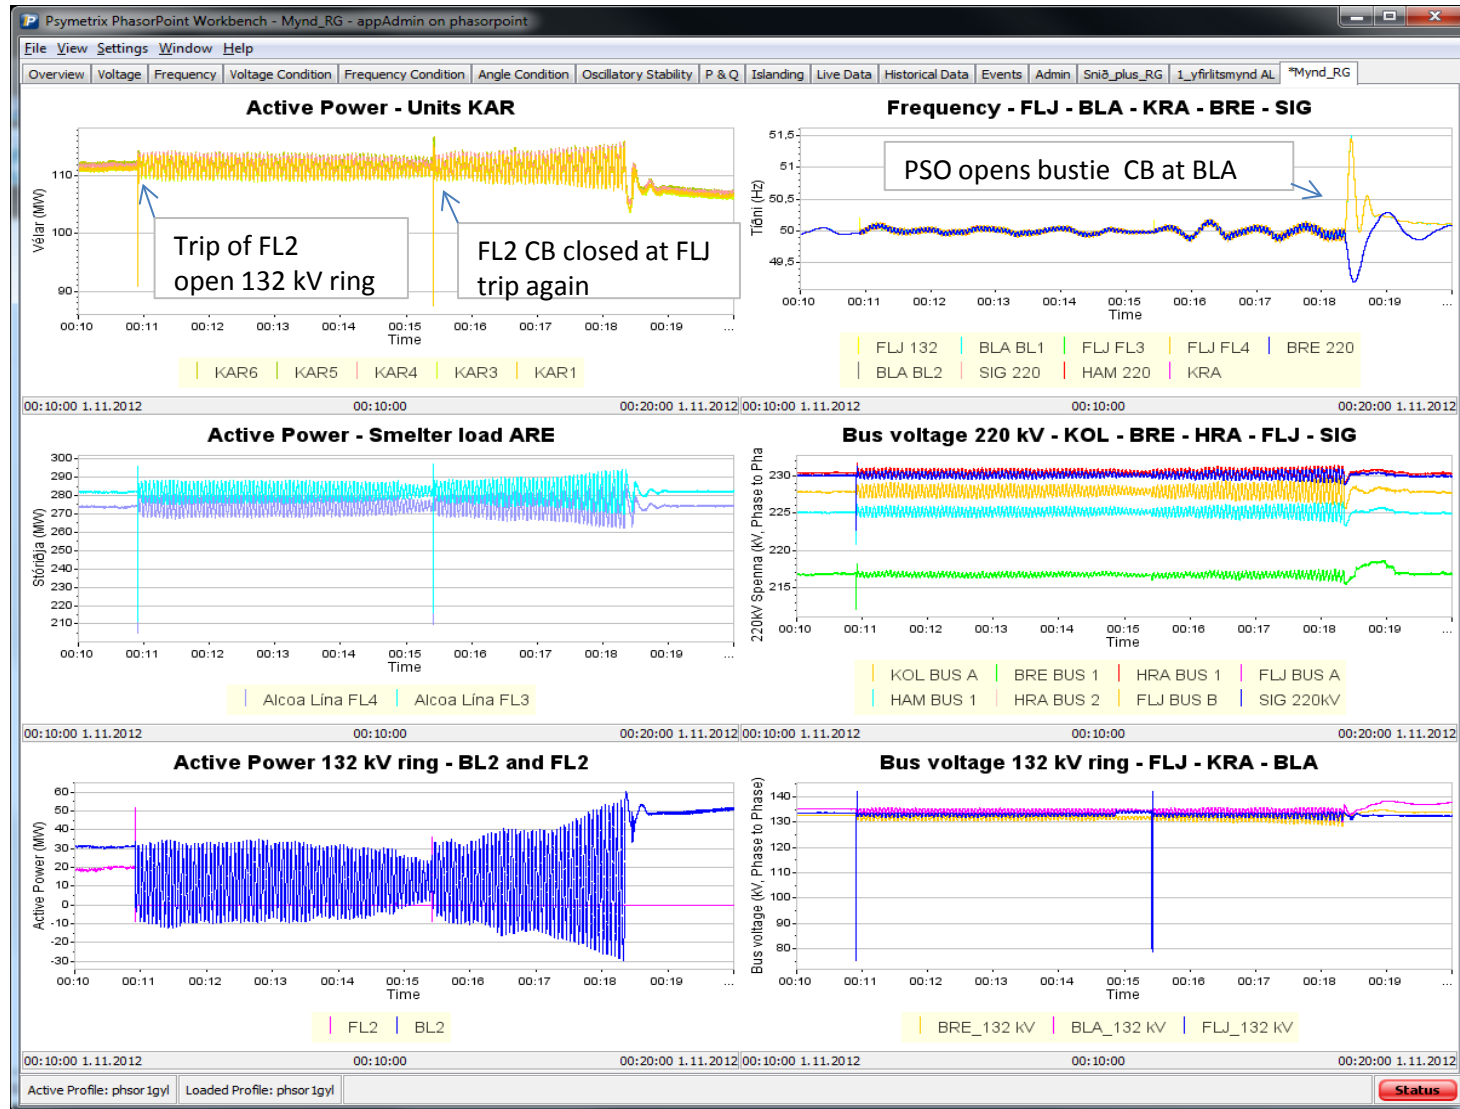 Psymetrix PhasorPoint Workbench - Mynd_RG - appAdmin on phasorpoint
File View Settings Window Help
Overview Voltage Frequency Voltage Condition Frequency Condition Angle Condition Oscillatory Stability P & Q Islanding Live Data Historical Data Events Admin Snið_plus_RG 1_yfirlitsmynd AL *Mynd_RG
Active Power - Units KAR
Vélar (MW)
110
100
90
Trip of FL2
open 132 kV ring
FL2 CB closed at FLJ
trip again
00:10 00:11 00:12 00:13 00:14 00:15 00:16 00:17 00:18 00:19 ...
Time
KAR6 KAR5 KAR4 KAR3 KAR1
00:10:00 1.11.2012 00:10:00 00:20:00 1.11.2012
Frequency - FLJ - BLA - KRA - BRE - SIG
Tíðni (Hz)
51,5
51
50,5
50
49,5
PSO opens bustie CB at BLA
00:10 00:11 00:12 00:13 00:14 00:15 00:16 00:17 00:18 00:19 ...
Time
FLJ 132 BLA BL1 FLJ FL3 FLJ FL4 BRE 220
BLA BL2 SIG 220 HAM 220 KRA
00:10:00 1.11.2012 00:10:00 00:20:00 1.11.2012
Active Power - Smelter load ARE
Stóriðja (MW)
300
290
280
270
260
250
240
230
220
210
00:10 00:11 00:12 00:13 00:14 00:15 00:16 00:17 00:18 00:19 ...
Time
Alcoa Lína FL4 Alcoa Lína FL3
00:10:00 1.11.2012 00:10:00 00:20:00 1.11.2012
Bus voltage 220 kV - KOL - BRE - HRA - FLJ - SIG
220kV Spenna (kV, Phase to Pha
230
225
220
215
00:10 00:11 00:12 00:13 00:14 00:15 00:16 00:17 00:18 00:19 ...
Time
KOL BUS A BRE BUS 1 HRA BUS 1 FLJ BUS A
HAM BUS 1 HRA BUS 2 FLJ BUS B SIG 220kV
00:10:00 1.11.2012 00:10:00 00:20:00 1.11.2012
Active Power 132 kV ring - BL2 and FL2
Active Power (MW)
60
50
40
30
20
10
0
-10
-20
-30
00:10 00:11 00:12 00:13 00:14 00:15 00:16 00:17 00:18 00:19 ...
Time
FL2 BL2
00:10:00 1.11.2012 00:10:00 00:20:00 1.11.2012
Bus voltage 132 kV ring - FLJ - KRA - BLA
Bus voltage (kV, Phase to Phase)
140
130
120
110
100
90
80
00:10 00:11 00:12 00:13 00:14 00:15 00:16 00:17 00:18 00:19 ...
Time
BRE_132 kV BLA_132 kV FLJ_132 kV
00:10:00 1.11.2012 00:10:00 00:20:00 1.11.2012
Active Profile: phsor1gyl Loaded Profile: phsor1gyl Status